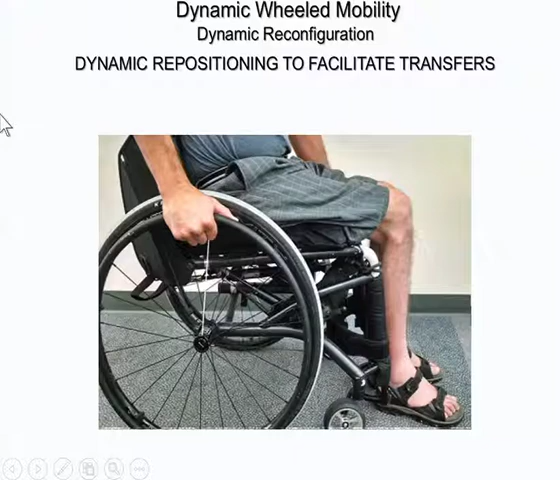 Dynamic Wheeled Mobility
Dynamic Reconfiguration
DYNAMIC REPOSITIONING TO FACILITATE TRANSFERS